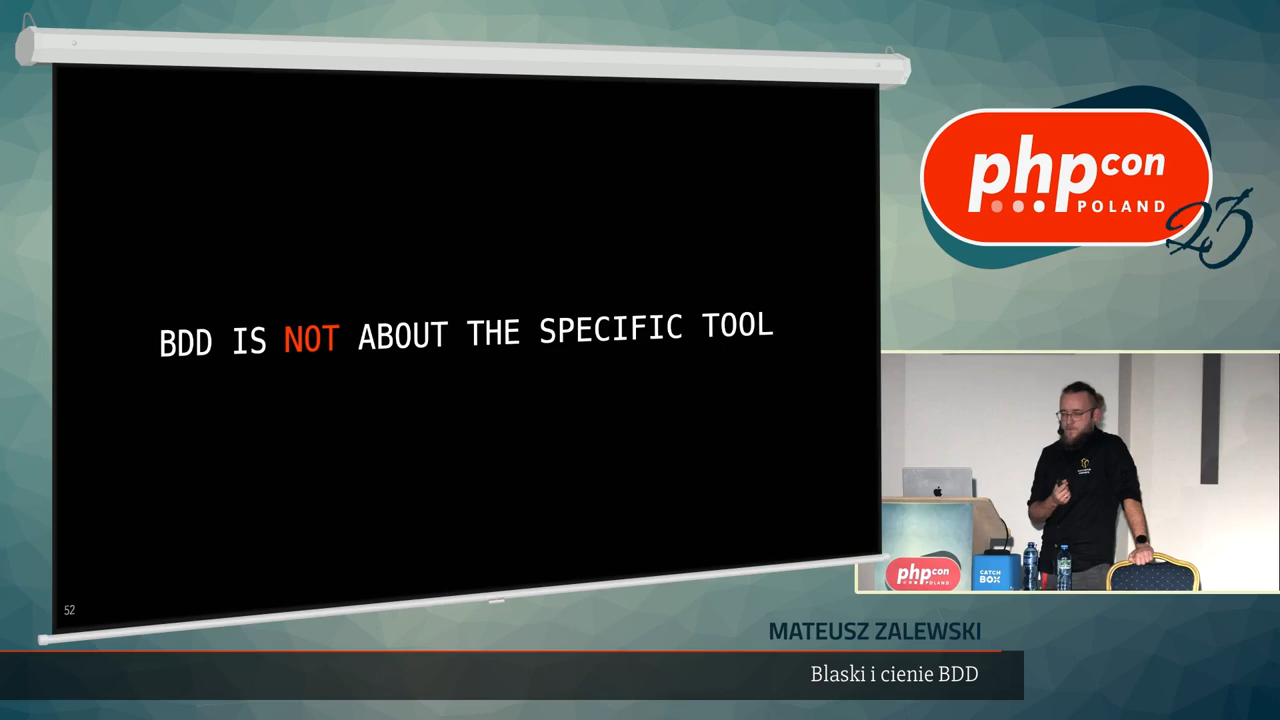 BDD IS NOT ABOUT THE SPECIFIC TOOL
52
phpcon
POLAND
23
phpcon
POLAND
CATCH
BOX
MATEUSZ ZALEWSKI
Blaski i cienie BDD